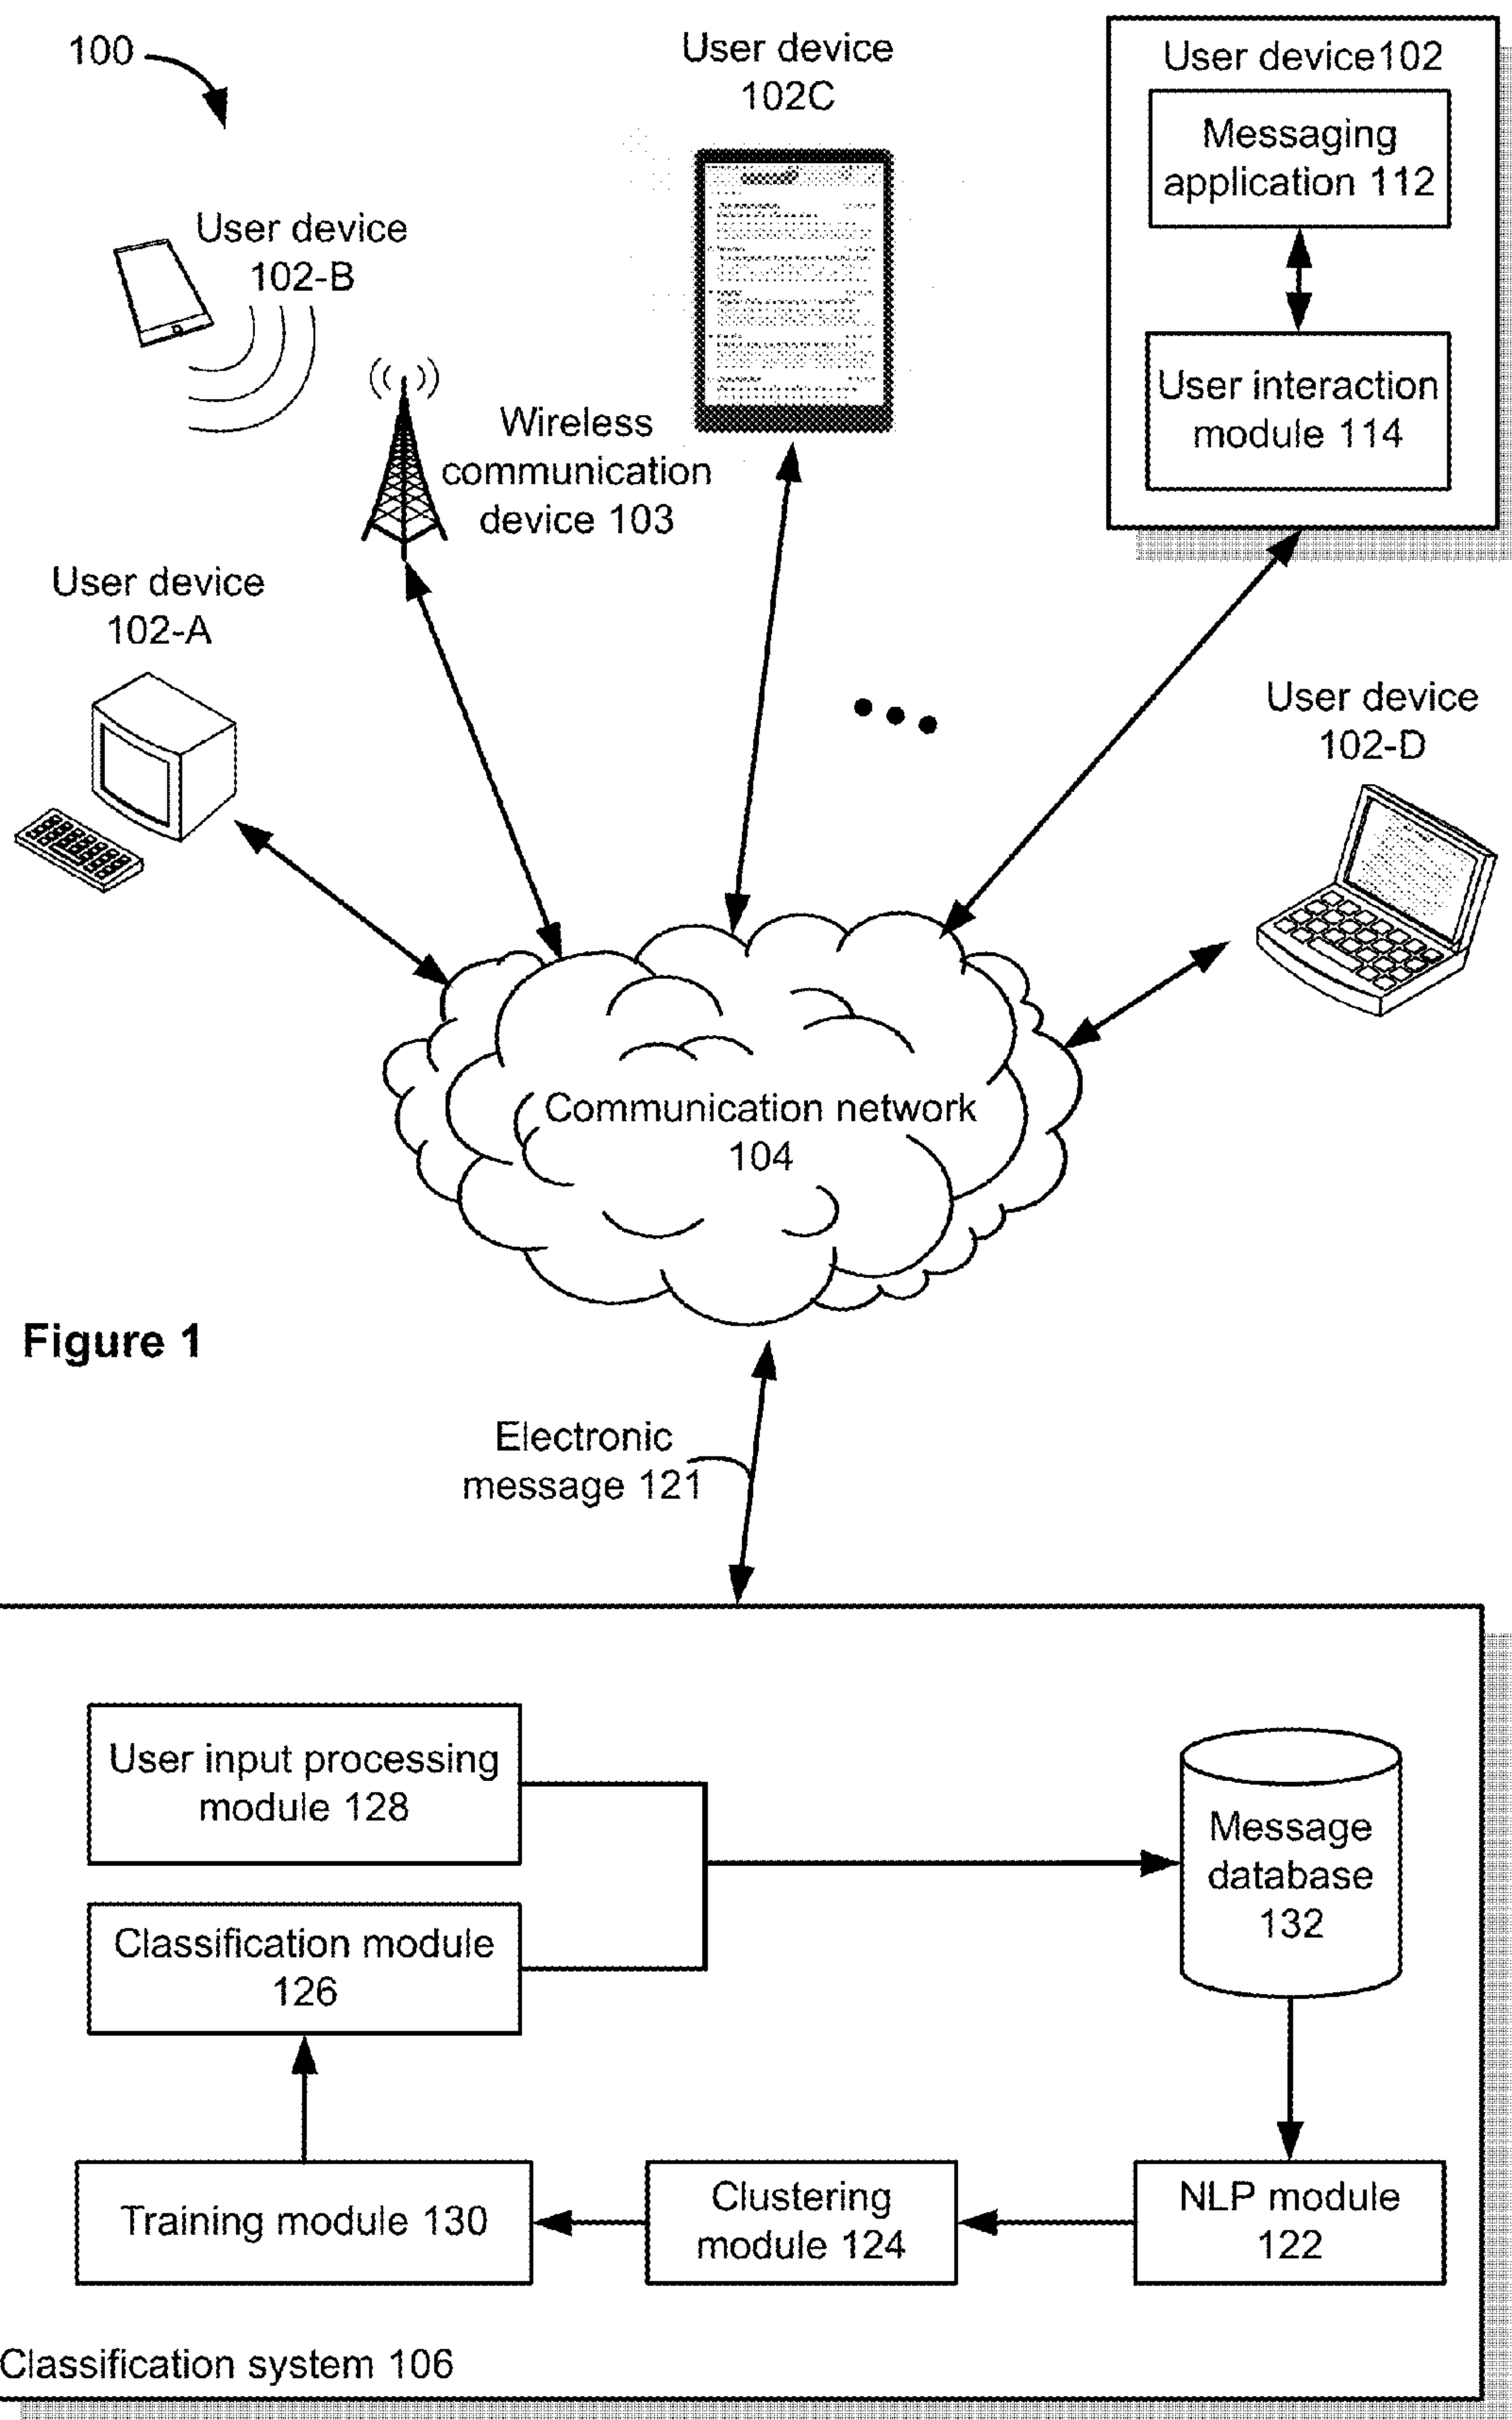 100
User device
102C
User device102
Messaging
application 112
User interaction
module 114
User device
102-B
Wireless
communication
device 103
User device
102-A
User device
102-D
Communication network
104
Figure 1
Electronic
message 121
User input processing
module 128
Message
database
132
Classification module
126
Training module 130
Clustering
module 124
NLP module
122
Classification system 106